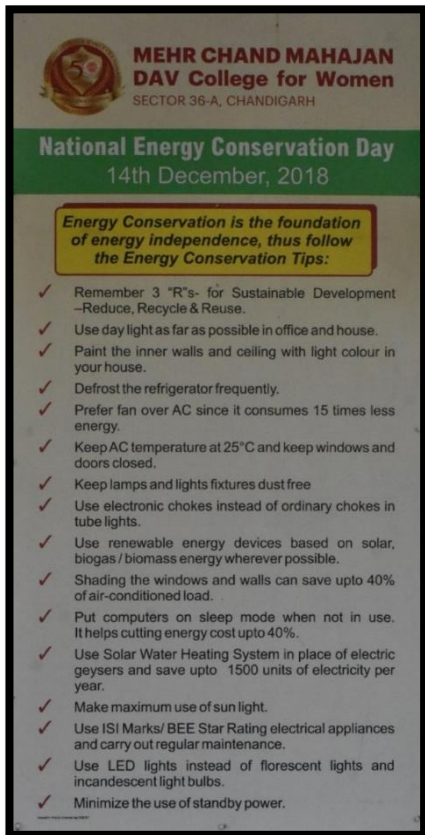 50
MEHR CHAND MAHAJAN
DAV College for Women
SECTOR 36-A, CHANDIGARH
National Energy Conservation Day
14th December, 2018
Energy Conservation is the foundation
of energy independence, thus follow
the Energy Conservation Tips:
✓ Remember 3 "R"s- for Sustainable Development
–Reduce, Recycle & Reuse.
✓ Use day light as far as possible in office and house.
✓ Paint the inner walls and ceiling with light colour in
your house.
✓ Defrost the refrigerator frequently.
✓ Prefer fan over AC since it consumes 15 times less
energy.
✓ Keep AC temperature at 25°C and keep windows and
doors closed.
✓ Keep lamps and lights fixtures dust free
✓ Use electronic chokes instead of ordinary chokes in
tube lights.
✓ Use renewable energy devices based on solar,
biogas / biomass energy wherever possible.
✓ Shading the windows and walls can save upto 40%
of air-conditioned load.
✓ Put computers on sleep mode when not in use.
It helps cutting energy cost upto 40%.
✓ Use Solar Water Heating System in place of electric
geysers and save upto 1500 units of electricity per
year.
✓ Make maximum use of sun light.
✓ Use ISI Marks/ BEE Star Rating electrical appliances
and carry out regular maintenance.
✓ Use LED lights instead of florescent lights and
incandescent light bulbs.
✓ Minimize the use of standby power.